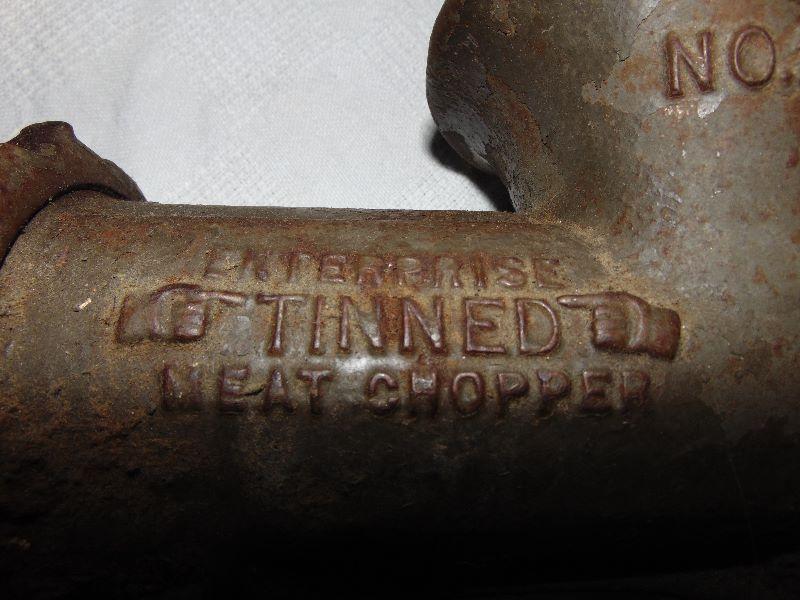 NO.
ENTERPRISE
TINNED
MEAT CHOPPER